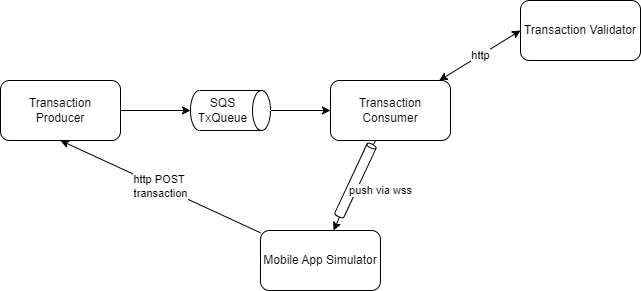 Transaction Validator
http
Transaction
Producer
SQS
TxQueue
Transaction
Consumer
http POST
transaction
push via wss
Mobile App Simulator